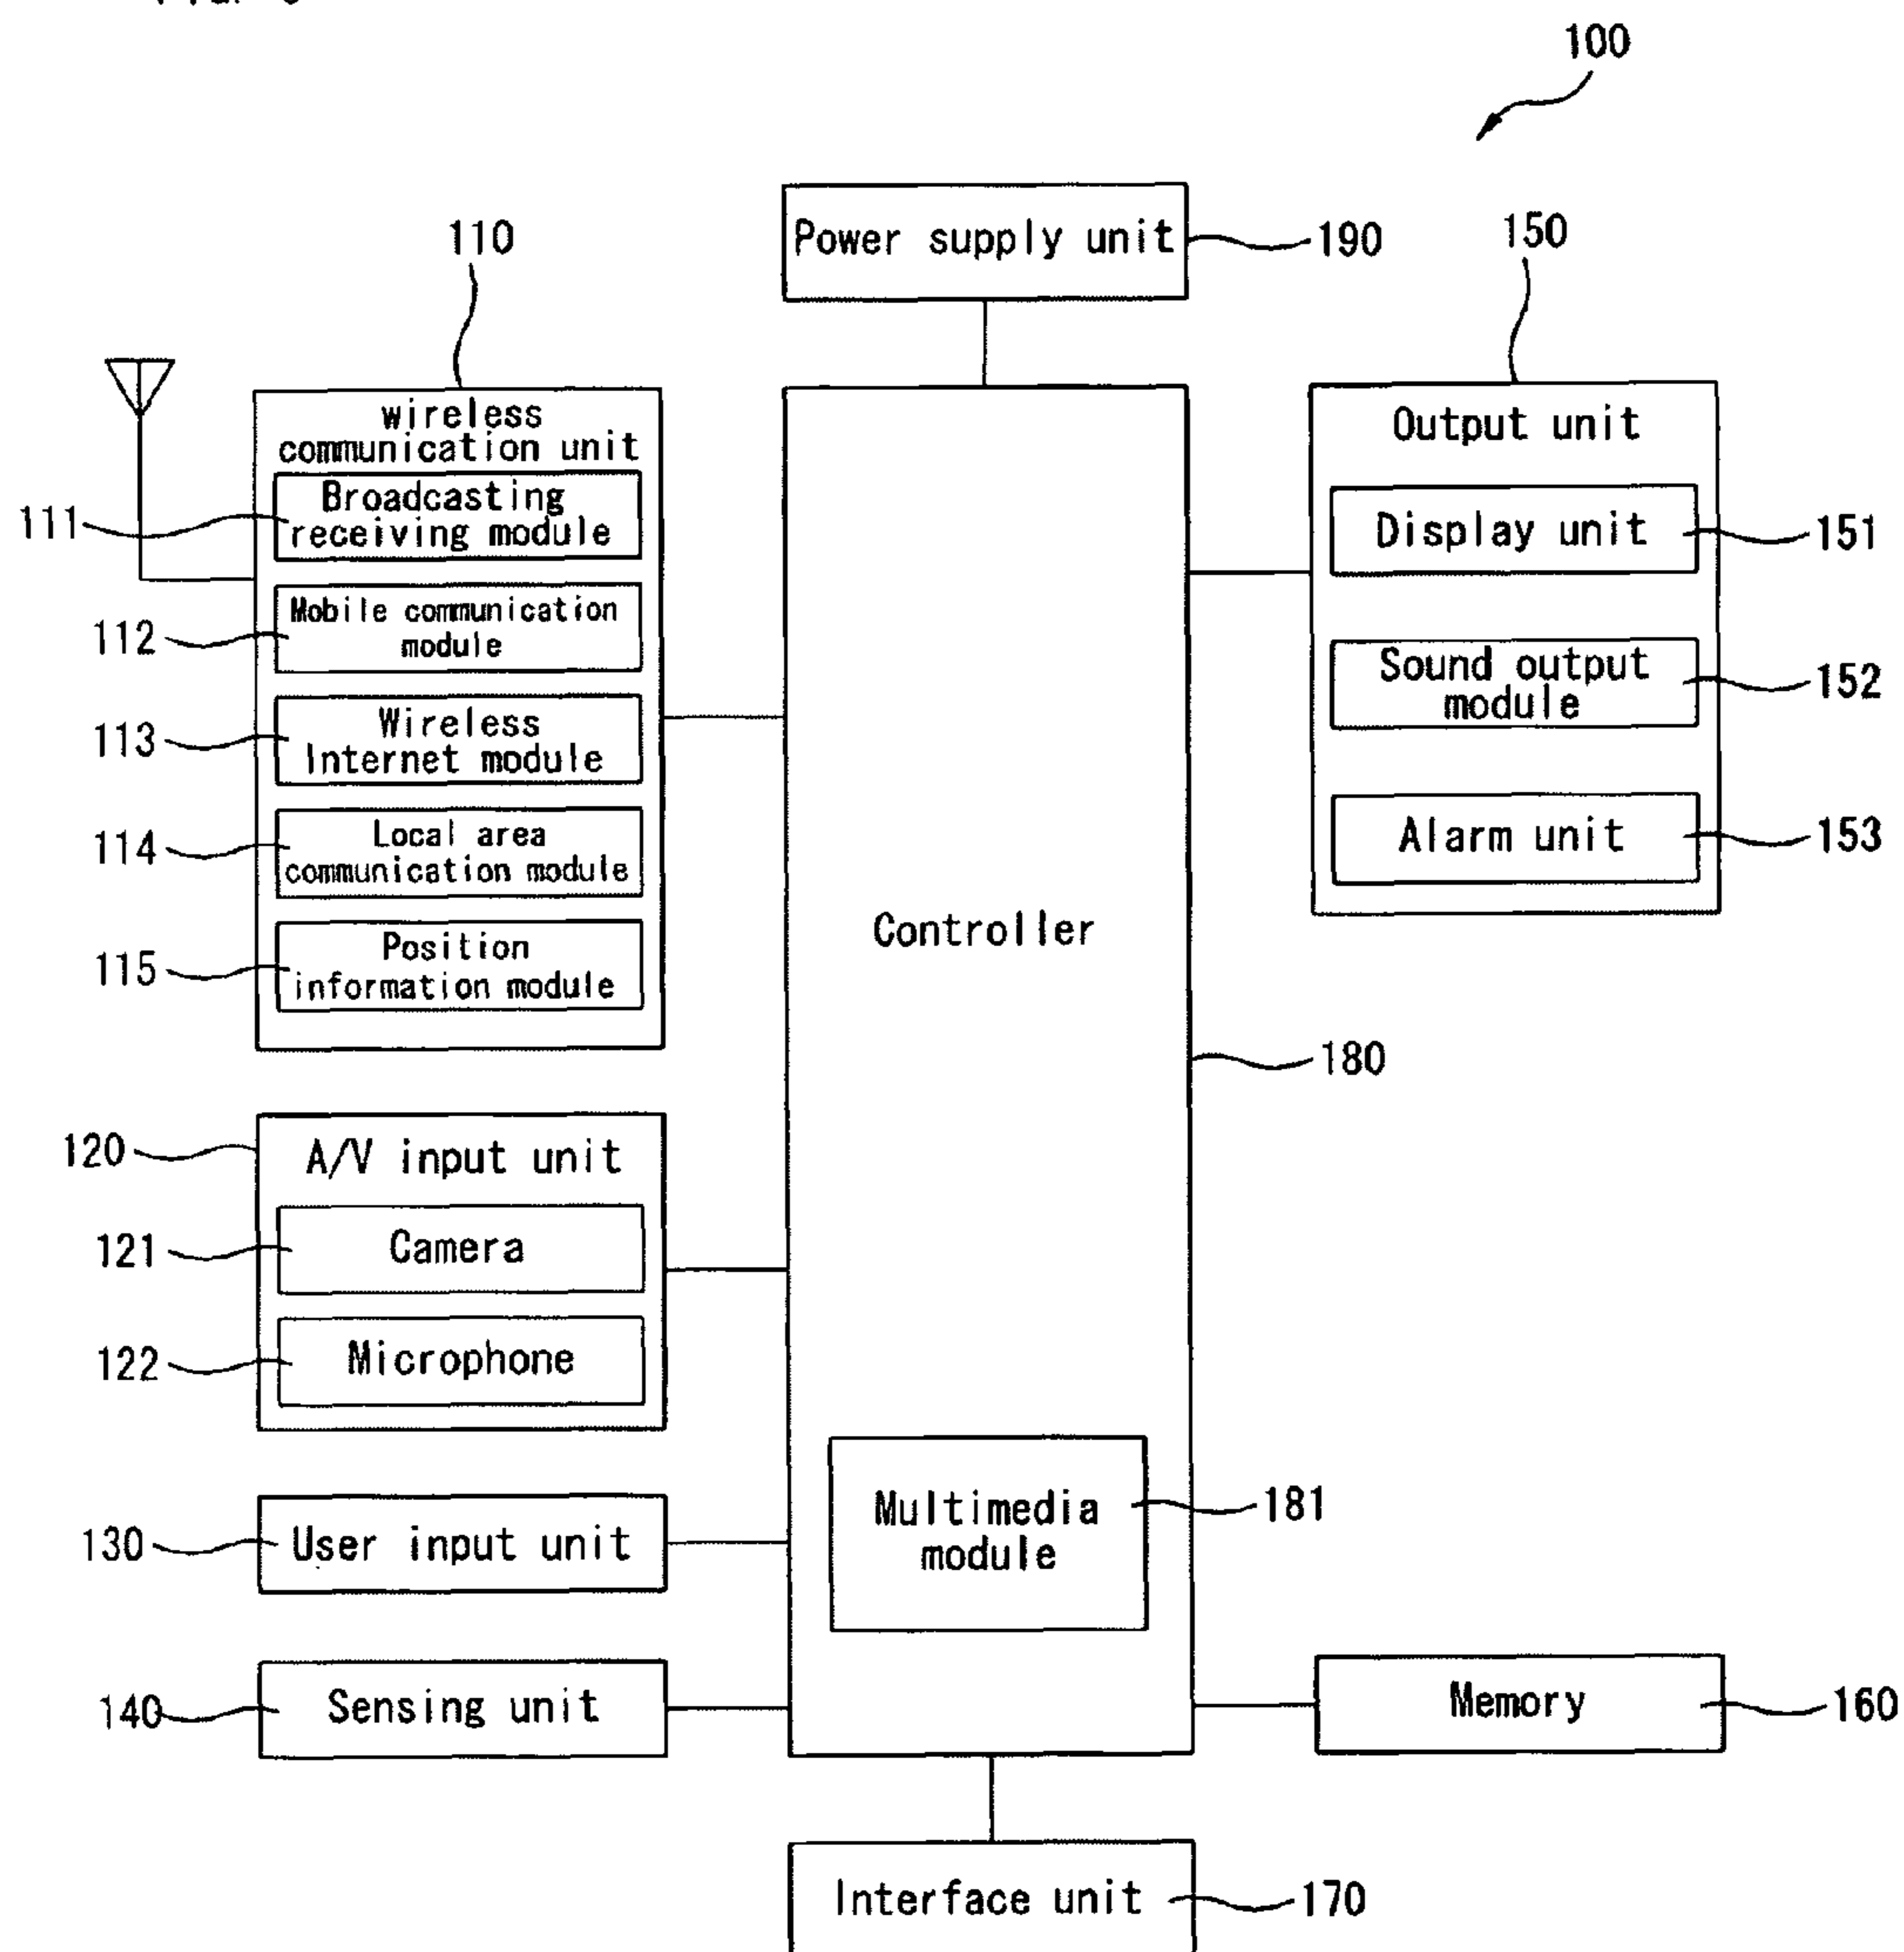 100
Power supply unit
190
110
150
wireless
communication unit
Broadcasting
receiving module
111
Mobile communication
module
112
Wireless
Internet module
113
Local area
communication module
114
Position
information module
115
Output unit
Display unit
151
Sound output
module
152
Alarm unit
153
Controller
180
120
A/V input unit
121
Camera
122
Microphone
130
User input unit
140
Sensing unit
Multimedia
module
181
Memory
160
Interface unit
170